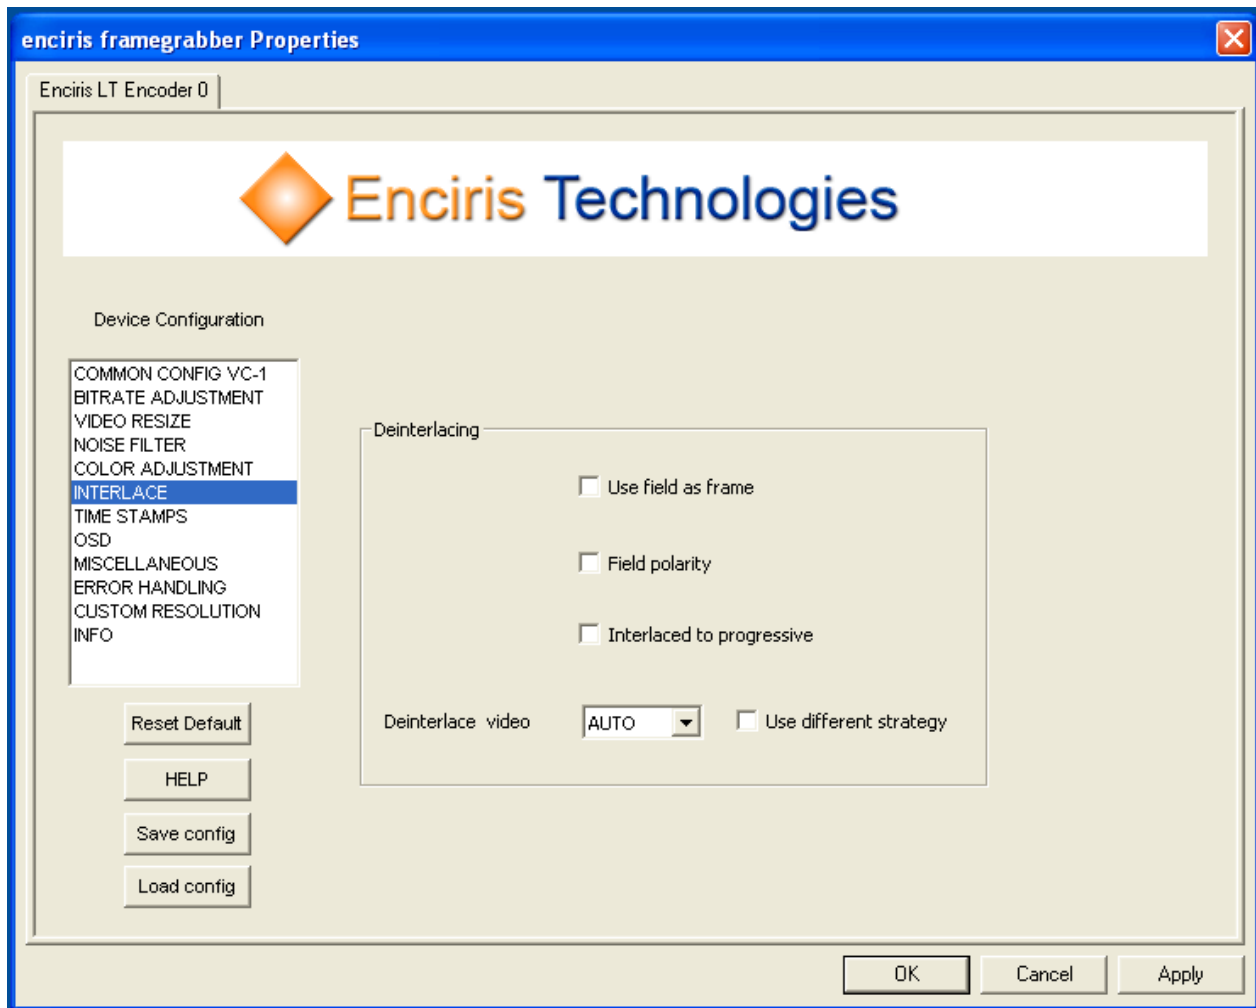 enciris framegrabber Properties
Enciris LT Encoder 0
Enciris Technologies
Device Configuration
COMMON CONFIG VC-1
BITRATE ADJUSTMENT
VIDEO RESIZE
NOISE FILTER
COLOR ADJUSTMENT
INTERLACE
TIME STAMPS
OSD
MISCELLANEOUS
ERROR HANDLING
CUSTOM RESOLUTION
INFO
Reset Default
HELP
Save config
Load config
Deinterlacing
Use field as frame
Field polarity
Interlaced to progressive
Deinterlace video AUTO Use different strategy
OK Cancel Apply